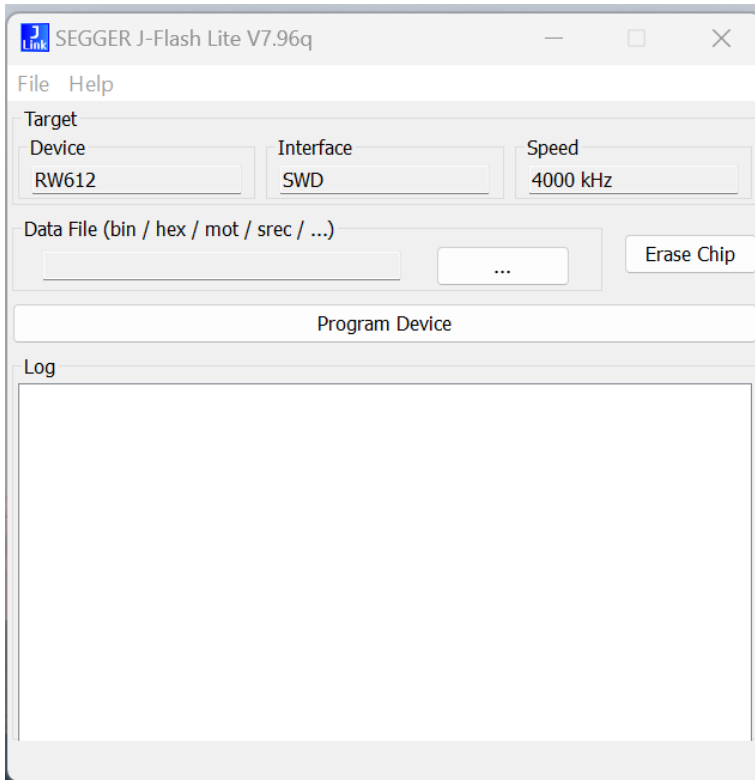 J Link SEGGER J-Flash Lite V7.96q
File Help
Target
Device Interface Speed
RW612 SWD 4000 kHz
Data File (bin / hex / mot / srec / ...)
... Erase Chip
Program Device
Log